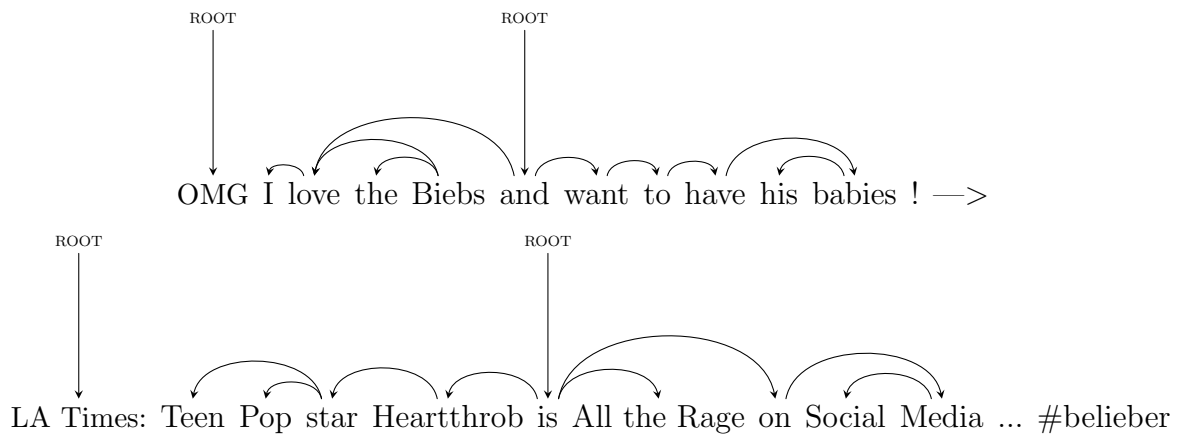 ROOT ROOT
OMG I love the Biebs and want to have his babies ! —>
ROOT ROOT
LA Times: Teen Pop star Heartthrob is All the Rage on Social Media ... #belieber